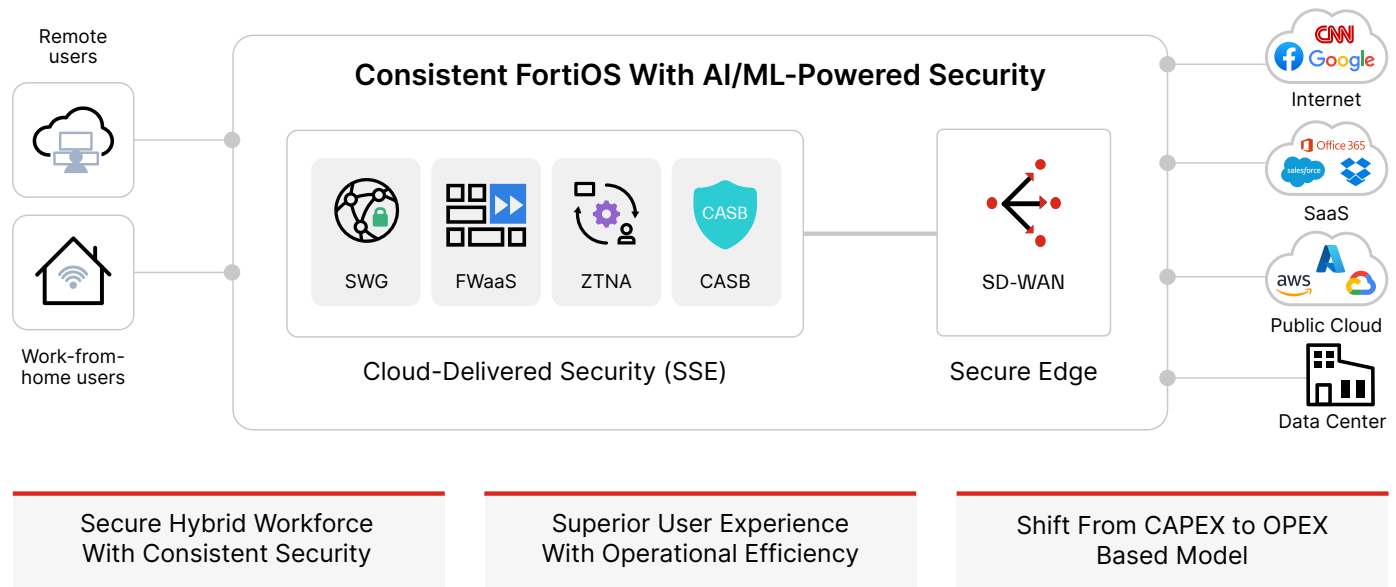 Remote
users
Work-from-
home users
Consistent FortiOS With AI/ML-Powered Security
SWG
FWaaS
ZTNA
CASB
CASB
Cloud-Delivered Security (SSE)
SD-WAN
Secure Edge
CNN
Google
Internet
Office 365
salesforce
SaaS
aws
Public Cloud
Data Center
Secure Hybrid Workforce
With Consistent Security
Superior User Experience
With Operational Efficiency
Shift From CAPEX to OPEX
Based Model